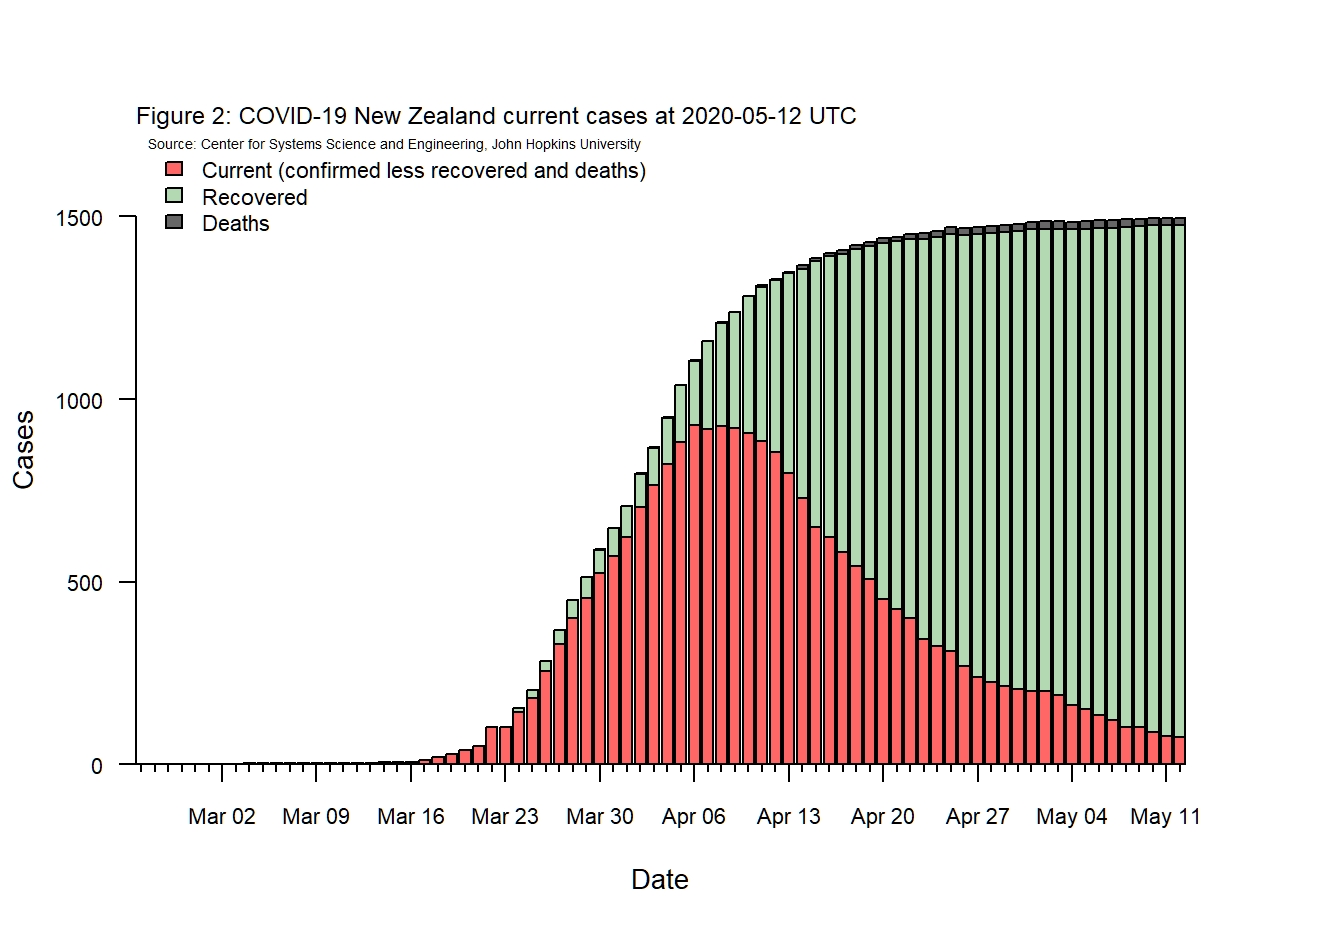 Figure 2: COVID-19 New Zealand current cases at 2020-05-12 UTC
Source: Center for Systems Science and Engineering, John Hopkins University
Current (confirmed less recovered and deaths)
Recovered
Deaths
1500
1000
500
0
Cases
Mar 02 Mar 09 Mar 16 Mar 23 Mar 30 Apr 06 Apr 13 Apr 20 Apr 27 May 04 May 11
Date